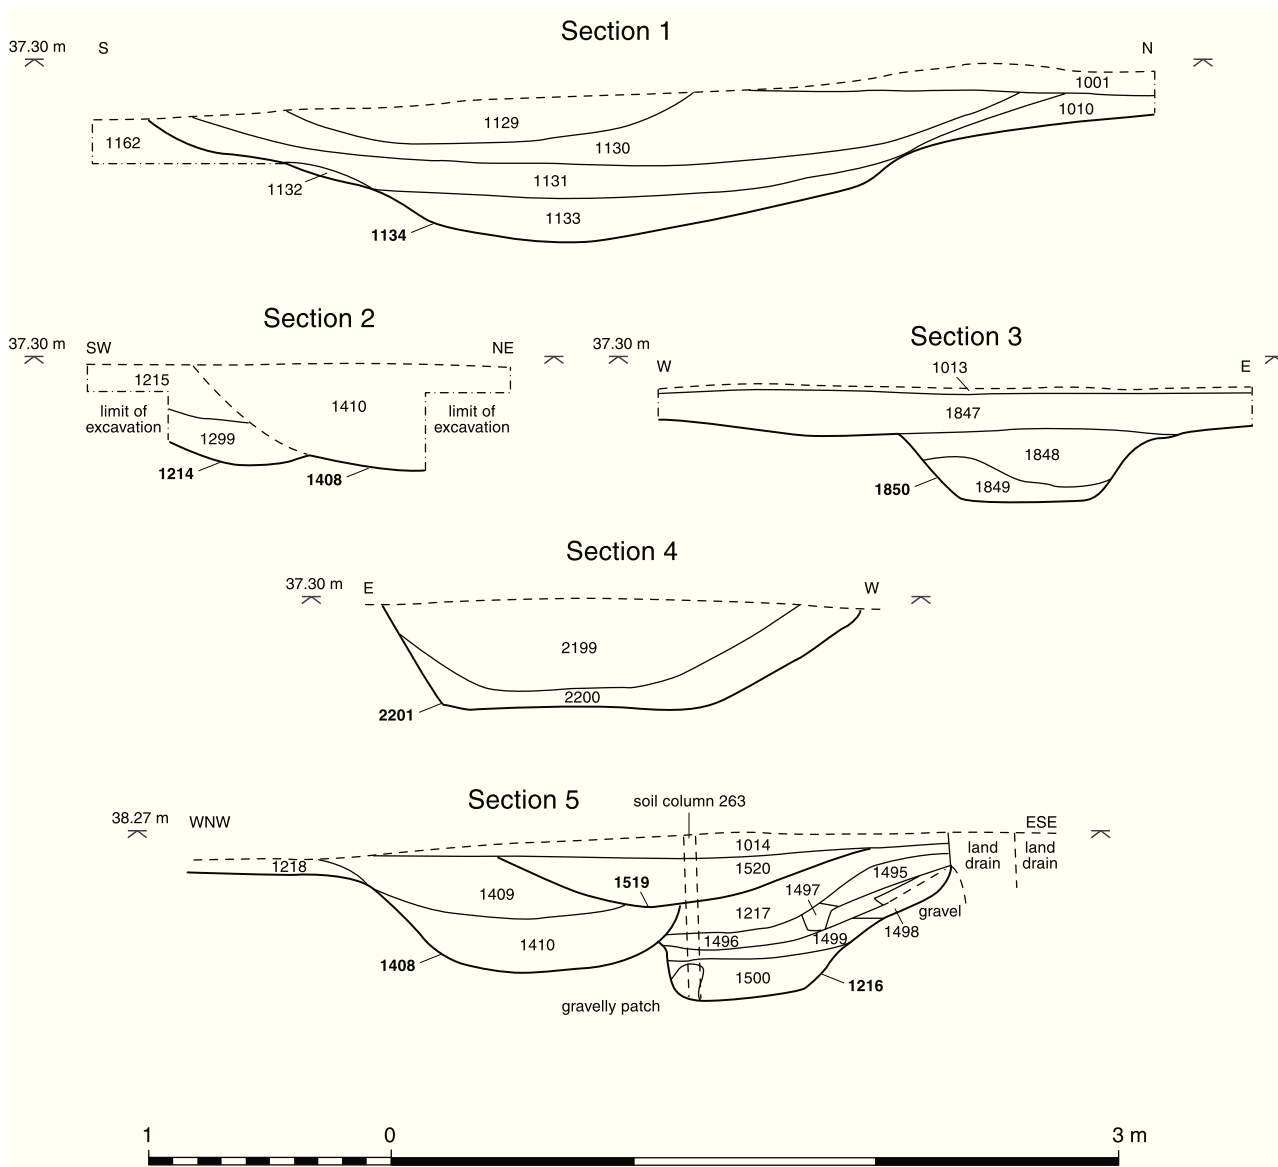 Section 1
37.30 m
S
N
1001
1010
1129
1130
1162
1131
1132
1133
1134
Section 2
37.30 m
SW
NE
1215
limit of
excavation
1410
limit of
excavation
1299
1214
1408
Section 3
37.30 m
W
E
1013
1847
1848
1849
1850
Section 4
37.30 m
E
W
2199
2200
2201
Section 5
soil column 263
38.27 m
WNW
ESE
1014
land
drain
land
drain
1218
1520
1495
1519
1497
1409
1217
gravel
1498
1496
1499
1410
1408
1500
1216
gravelly patch
1
0
3 m